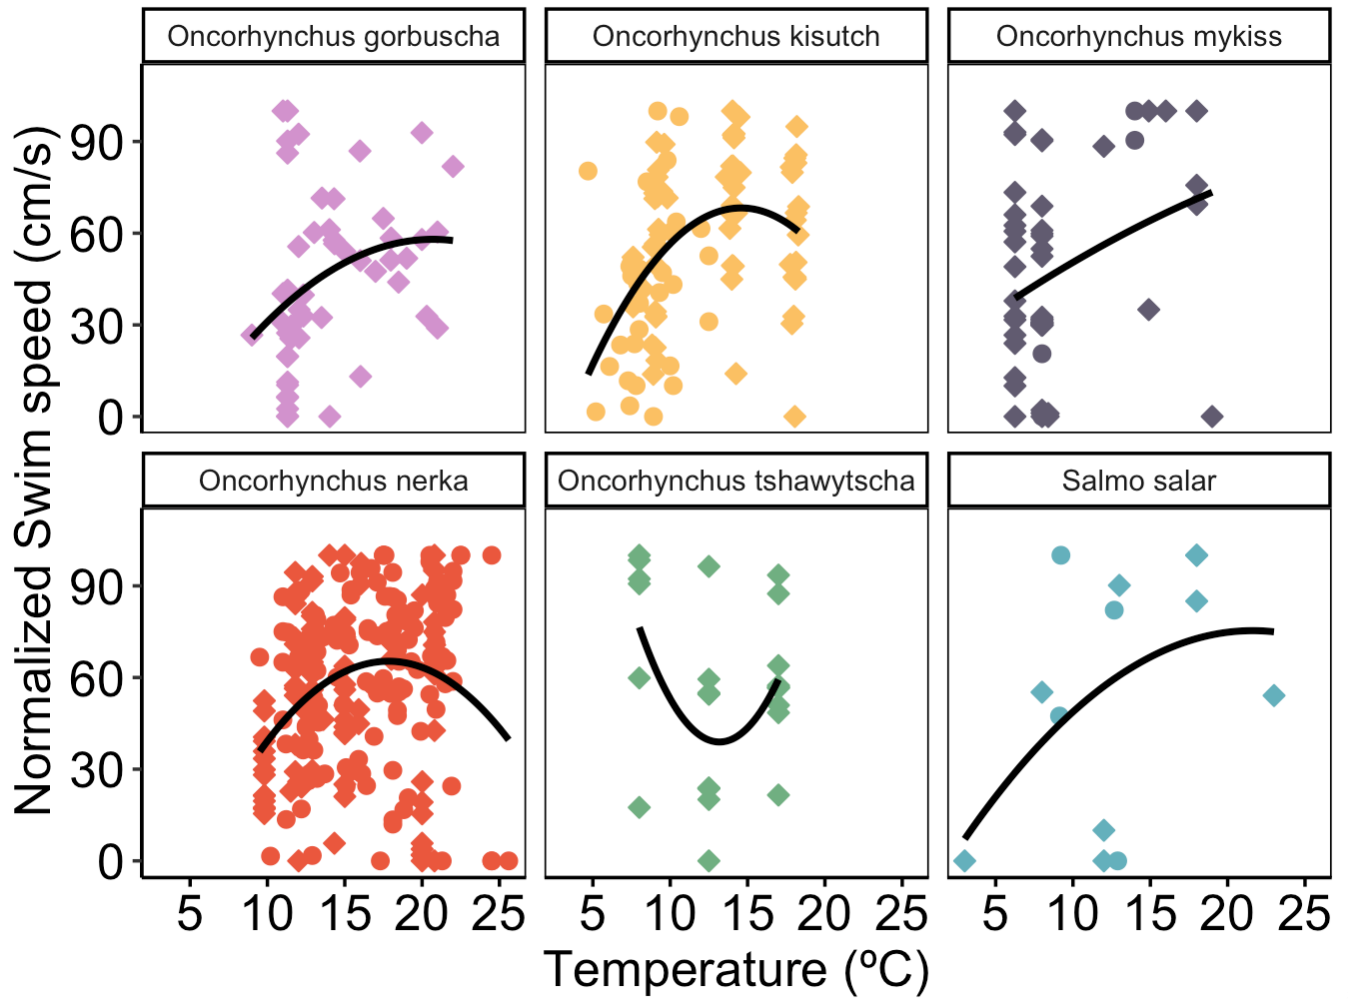 Oncorhynchus gorbuscha
Oncorhynchus kisutch
Oncorhynchus mykiss
90
60
30
0
Normalized Swim speed (cm/s)
Oncorhynchus nerka
Oncorhynchus tshawytscha
Salmo salar
90
60
30
0
5 10 15 20 25
5 10 15 20 25
5 10 15 20 25
Temperature (ºC)